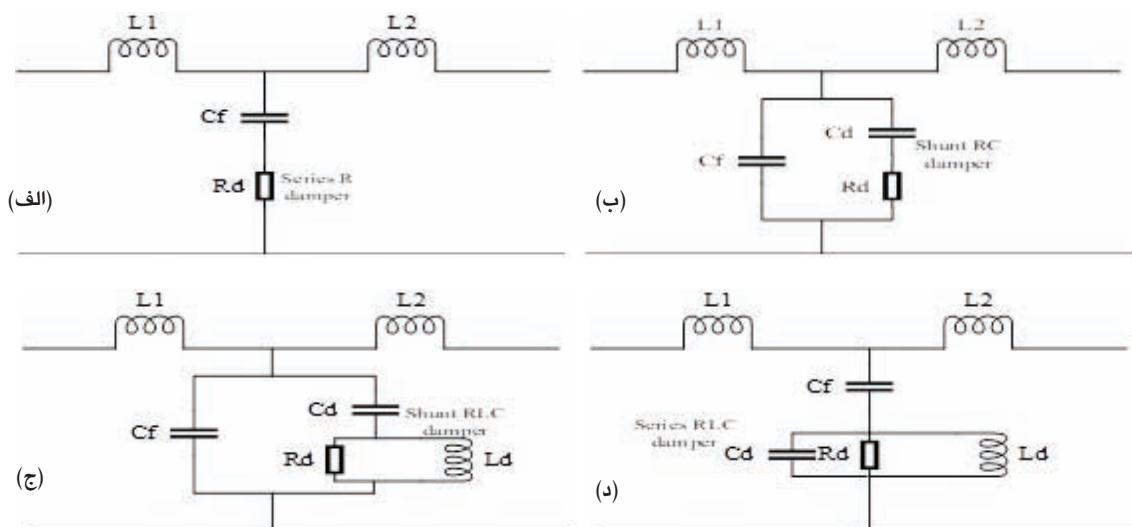 L1 L2
Cf
Rd Series R
damper
(الف)
L1 L2
Cd
Cf Shunt RC
damper
Rd
(ب)
L1 L2
Cd Shunt RLC
damper
Cf
Rd Ld
(ج)
L1 L2
Cf
Series RLC
damper
Cd Rd Ld
(د)